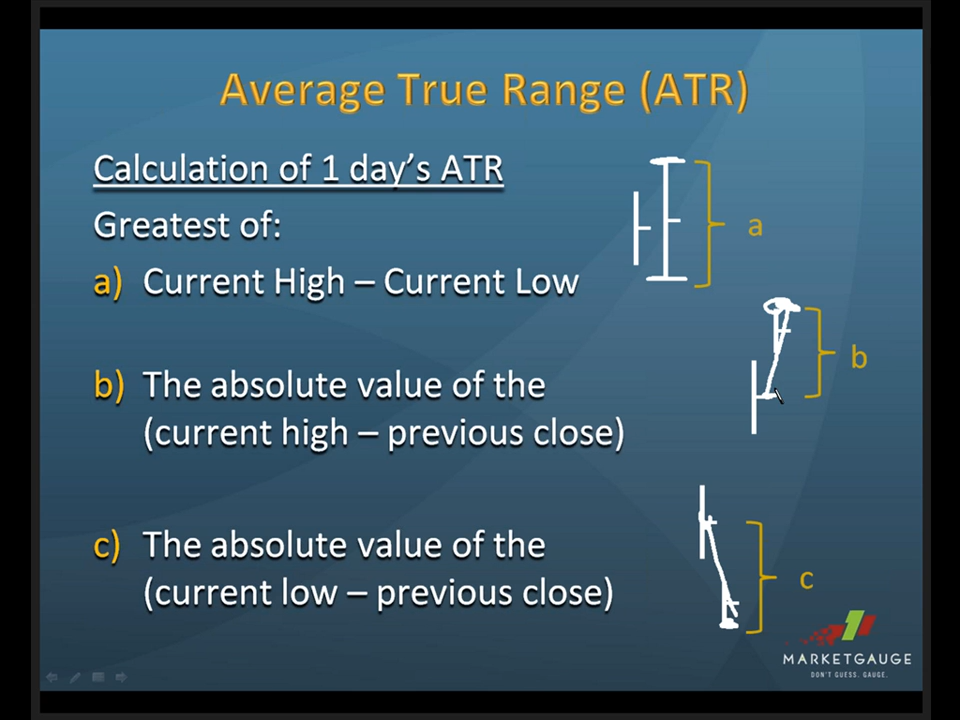 Average True Range (ATR)
Calculation of 1 day’s ATR
Greatest of:
a) Current High – Current Low
a
b) The absolute value of the
(current high – previous close)
b
c) The absolute value of the
(current low – previous close)
c
MARKETGAUGE
DON'T GUESS. GAUGE.